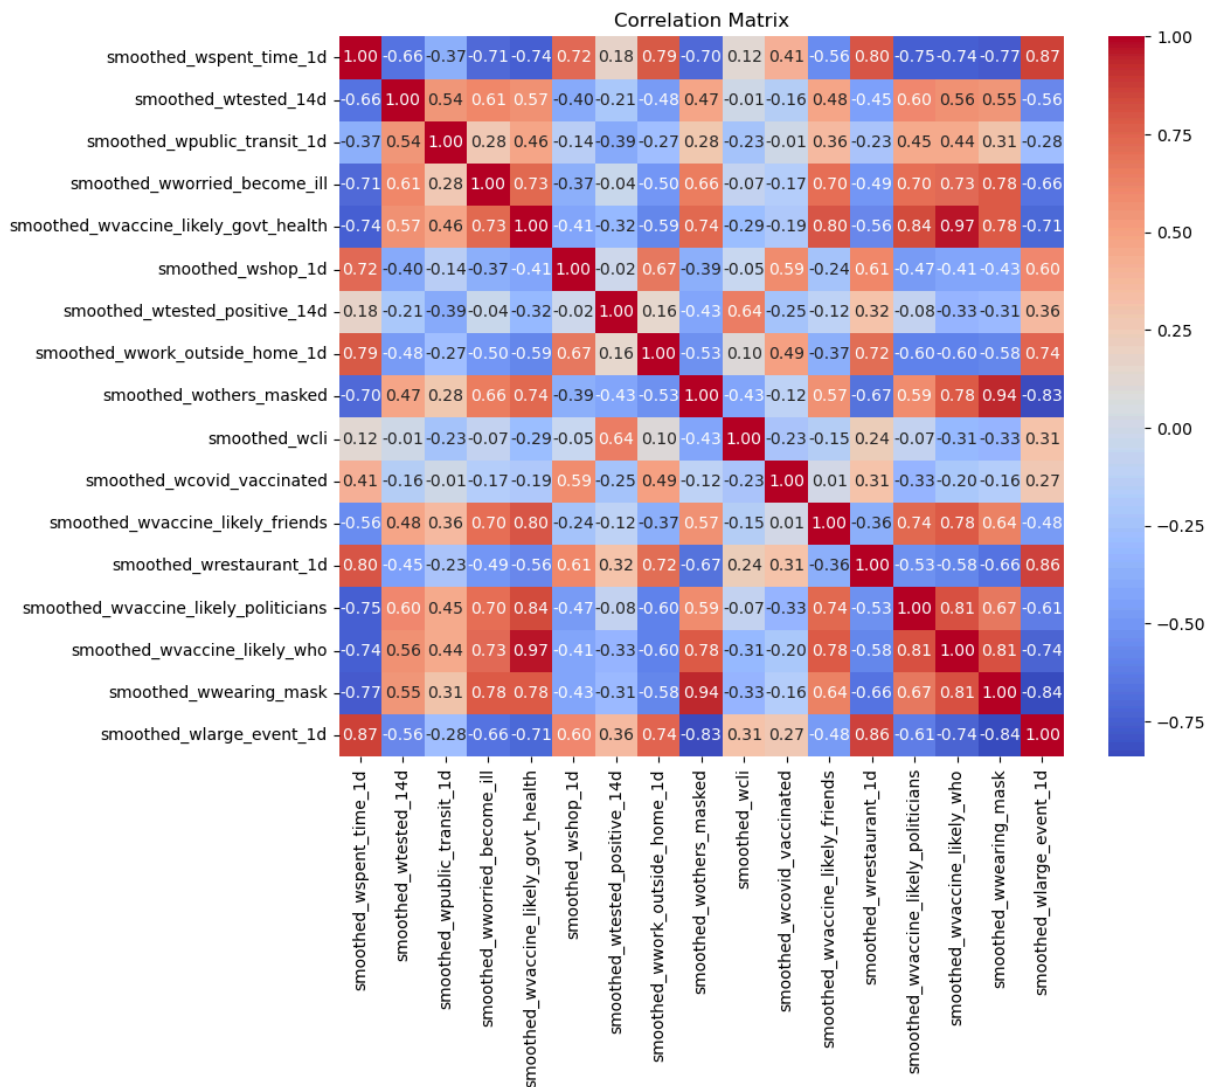 Correlation Matrix
smoothed_wspent_time_1d 1.00 -0.66 -0.37 -0.71 -0.74 0.72 0.18 0.79 -0.70 0.12 0.41 -0.56 0.80 -0.75 -0.74 -0.77 0.87
smoothed_wtested_14d -0.66 1.00 0.54 0.61 0.57 -0.40 -0.21 -0.48 0.47 -0.01 -0.16 0.48 -0.45 0.60 0.56 0.55 -0.56
smoothed_wpublic_transit_1d -0.37 0.54 1.00 0.28 0.46 -0.14 -0.39 -0.27 0.28 -0.23 -0.01 0.36 -0.23 0.45 0.44 0.31 -0.28
smoothed_wworried_become_ill -0.71 0.61 0.28 1.00 0.73 -0.37 -0.04 -0.50 0.66 -0.07 -0.17 0.70 -0.49 0.70 0.73 0.78 -0.66
smoothed_wvaccine_likely_govt_health -0.74 0.57 0.46 0.73 1.00 -0.41 -0.32 -0.59 0.74 -0.29 -0.19 0.80 -0.56 0.84 0.97 0.78 -0.71
smoothed_wshop_1d 0.72 -0.40 -0.14 -0.37 -0.41 1.00 -0.02 0.67 -0.39 -0.05 0.59 -0.24 0.61 -0.47 -0.41 -0.43 0.60
smoothed_wtested_positive_14d 0.18 -0.21 -0.39 -0.04 -0.32 -0.02 1.00 0.16 -0.43 0.64 -0.25 -0.12 0.32 -0.08 -0.33 -0.31 0.36
smoothed_wwork_outside_home_1d 0.79 -0.48 -0.27 -0.50 -0.59 0.67 0.16 1.00 -0.53 0.10 0.49 -0.37 0.72 -0.60 -0.60 -0.58 0.74
smoothed_wothers_masked -0.70 0.47 0.28 0.66 0.74 -0.39 -0.43 -0.53 1.00 -0.43 -0.12 0.57 -0.67 0.59 0.78 0.94 -0.83
smoothed_wcli 0.12 -0.01 -0.23 -0.07 -0.29 -0.05 0.64 0.10 -0.43 1.00 -0.23 -0.15 0.24 -0.07 -0.31 -0.33 0.31
smoothed_wcovid_vaccinated 0.41 -0.16 -0.01 -0.17 -0.19 0.59 -0.25 0.49 -0.12 -0.23 1.00 0.01 0.31 -0.33 -0.20 -0.16 0.27
smoothed_wvaccine_likely_friends -0.56 0.48 0.36 0.70 0.80 -0.24 -0.12 -0.37 0.57 -0.15 0.01 1.00 -0.36 0.74 0.78 0.64 -0.48
smoothed_wrestaurant_1d 0.80 -0.45 -0.23 -0.49 -0.56 0.61 0.32 0.72 -0.67 0.24 0.31 -0.36 1.00 -0.53 -0.58 -0.66 0.86
smoothed_wvaccine_likely_politicians -0.75 0.60 0.45 0.70 0.84 -0.47 -0.08 -0.60 0.59 -0.07 -0.33 0.74 -0.53 1.00 0.81 0.67 -0.61
smoothed_wvaccine_likely_who -0.74 0.56 0.44 0.73 0.97 -0.41 -0.33 -0.60 0.78 -0.31 -0.20 0.78 -0.58 0.81 1.00 0.81 -0.74
smoothed_wwearing_mask -0.77 0.55 0.31 0.78 0.78 -0.43 -0.31 -0.58 0.94 -0.33 -0.16 0.64 -0.66 0.67 0.81 1.00 -0.84
smoothed_wlarge_event_1d 0.87 -0.56 -0.28 -0.66 -0.71 0.60 0.36 0.74 -0.83 0.31 0.27 -0.48 0.86 -0.61 -0.74 -0.84 1.00
smoothed_wspent_time_1d
smoothed_wtested_14d
smoothed_wpublic_transit_1d
smoothed_wworried_become_ill
smoothed_wvaccine_likely_govt_health
smoothed_wshop_1d
smoothed_wtested_positive_14d
smoothed_wwork_outside_home_1d
smoothed_wothers_masked
smoothed_wcli
smoothed_wcovid_vaccinated
smoothed_wvaccine_likely_friends
smoothed_wrestaurant_1d
smoothed_wvaccine_likely_politicians
smoothed_wvaccine_likely_who
smoothed_wwearing_mask
smoothed_wlarge_event_1d
1.00
0.75
0.50
0.25
0.00
−0.25
−0.50
−0.75